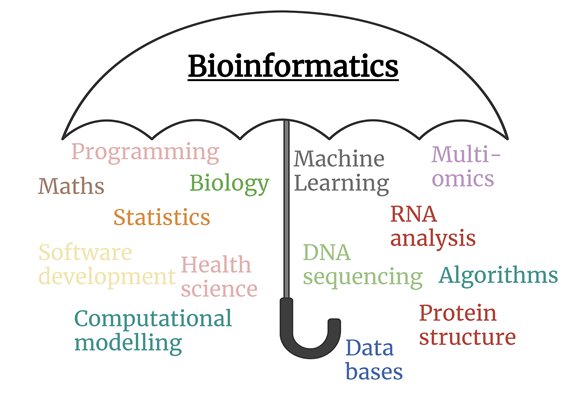 Bioinformatics
Programming
Machine
Learning
Multi-
omics
Maths
Biology
Statistics
RNA
analysis
Software
development
Health
science
DNA
sequencing
Algorithms
Computational
modelling
Protein
structure
Data
bases